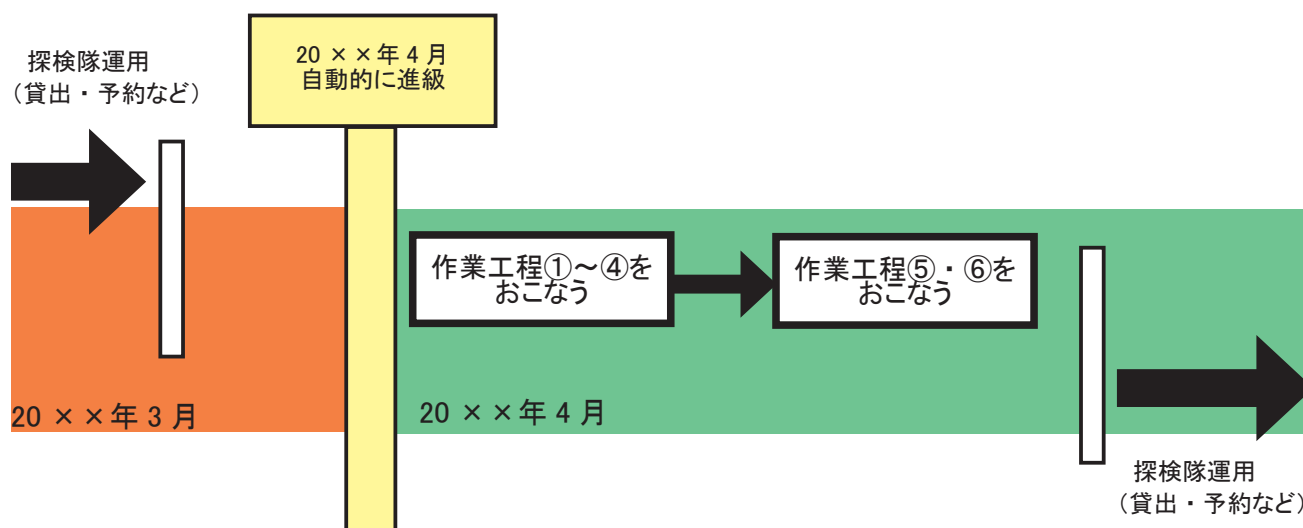 探検隊運用
（貸出・予約など）
20 ××年 4 月
自動的に進級
作業工程①～④を
おこなう
作業工程⑤・⑥を
おこなう
20 ××年 3 月
20 ××年 4 月
探検隊運用
（貸出・予約など）